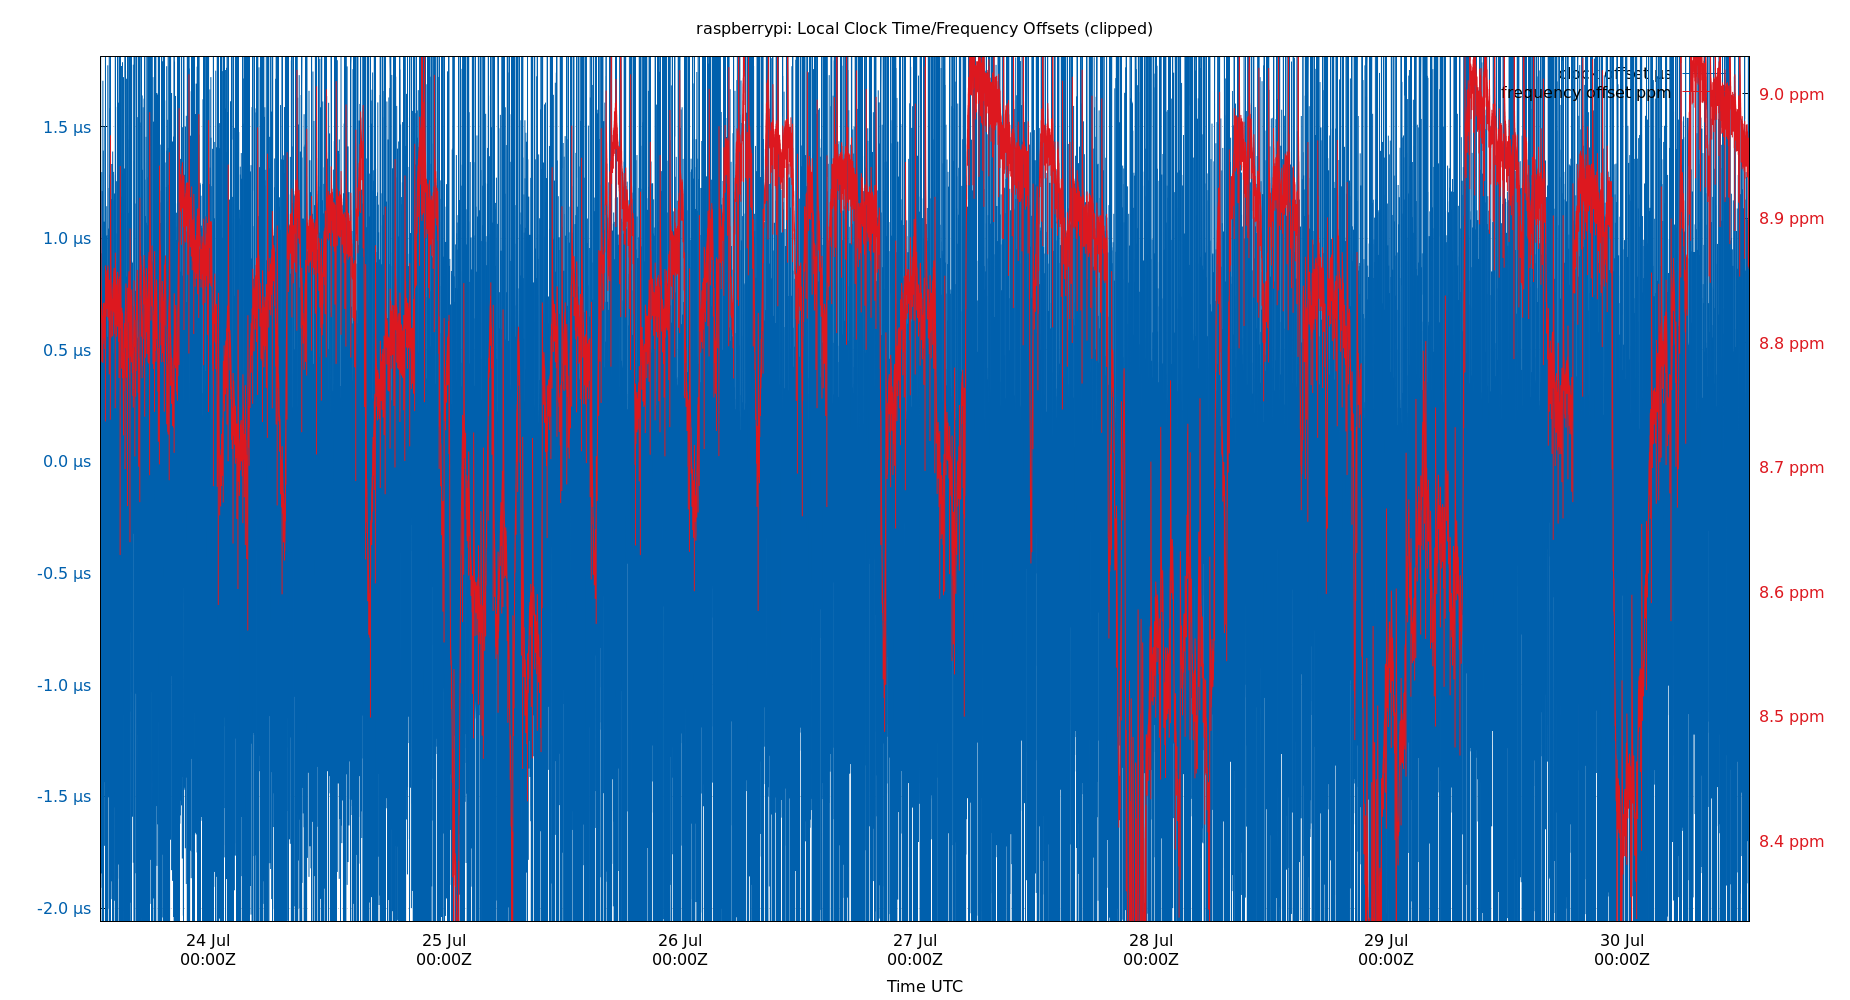 raspberrypi: Local Clock Time/Frequency Offsets (clipped)
clock offset µs
frequency offset ppm
1.5 µs
1.0 µs
0.5 µs
0.0 µs
-0.5 µs
-1.0 µs
-1.5 µs
-2.0 µs
9.0 ppm
8.9 ppm
8.8 ppm
8.7 ppm
8.6 ppm
8.5 ppm
8.4 ppm
24 Jul
00:00Z
25 Jul
00:00Z
26 Jul
00:00Z
27 Jul
00:00Z
28 Jul
00:00Z
29 Jul
00:00Z
30 Jul
00:00Z
Time UTC